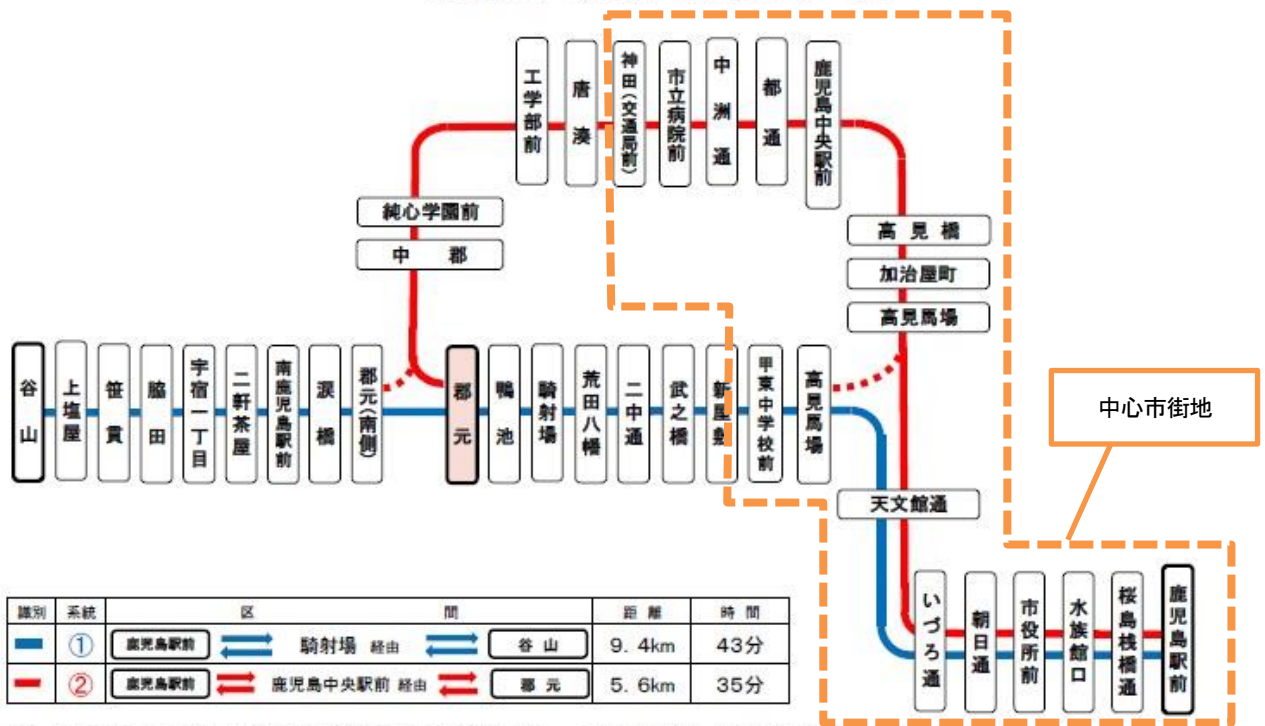 工学部前
唐湊
神田(交通局前)
市立病院前
中洲通
都通
鹿児島中央駅前
純心学園前
中郡
高見橋
加治屋町
高見馬場
谷山
上塩屋
笹貫
脇田
宇宿一丁目
二軒茶屋
南鹿児島駅前
涙橋
郡元(南側)
郡元
鴨池
騎射場
荒田八幡
二中通
武之橋
新屋敷
甲東中学校前
高見馬場
中心市街地
天文館通
いづろ通
朝日通
市役所前
水族館口
桜島桟橋通
鹿児島駅前
識別 系統 区間 距離 時間
① 鹿児島駅前 騎射場 経由 谷山 9.4km 43分
② 鹿児島駅前 鹿児島中央駅前 経由 郡元 5.6km 35分